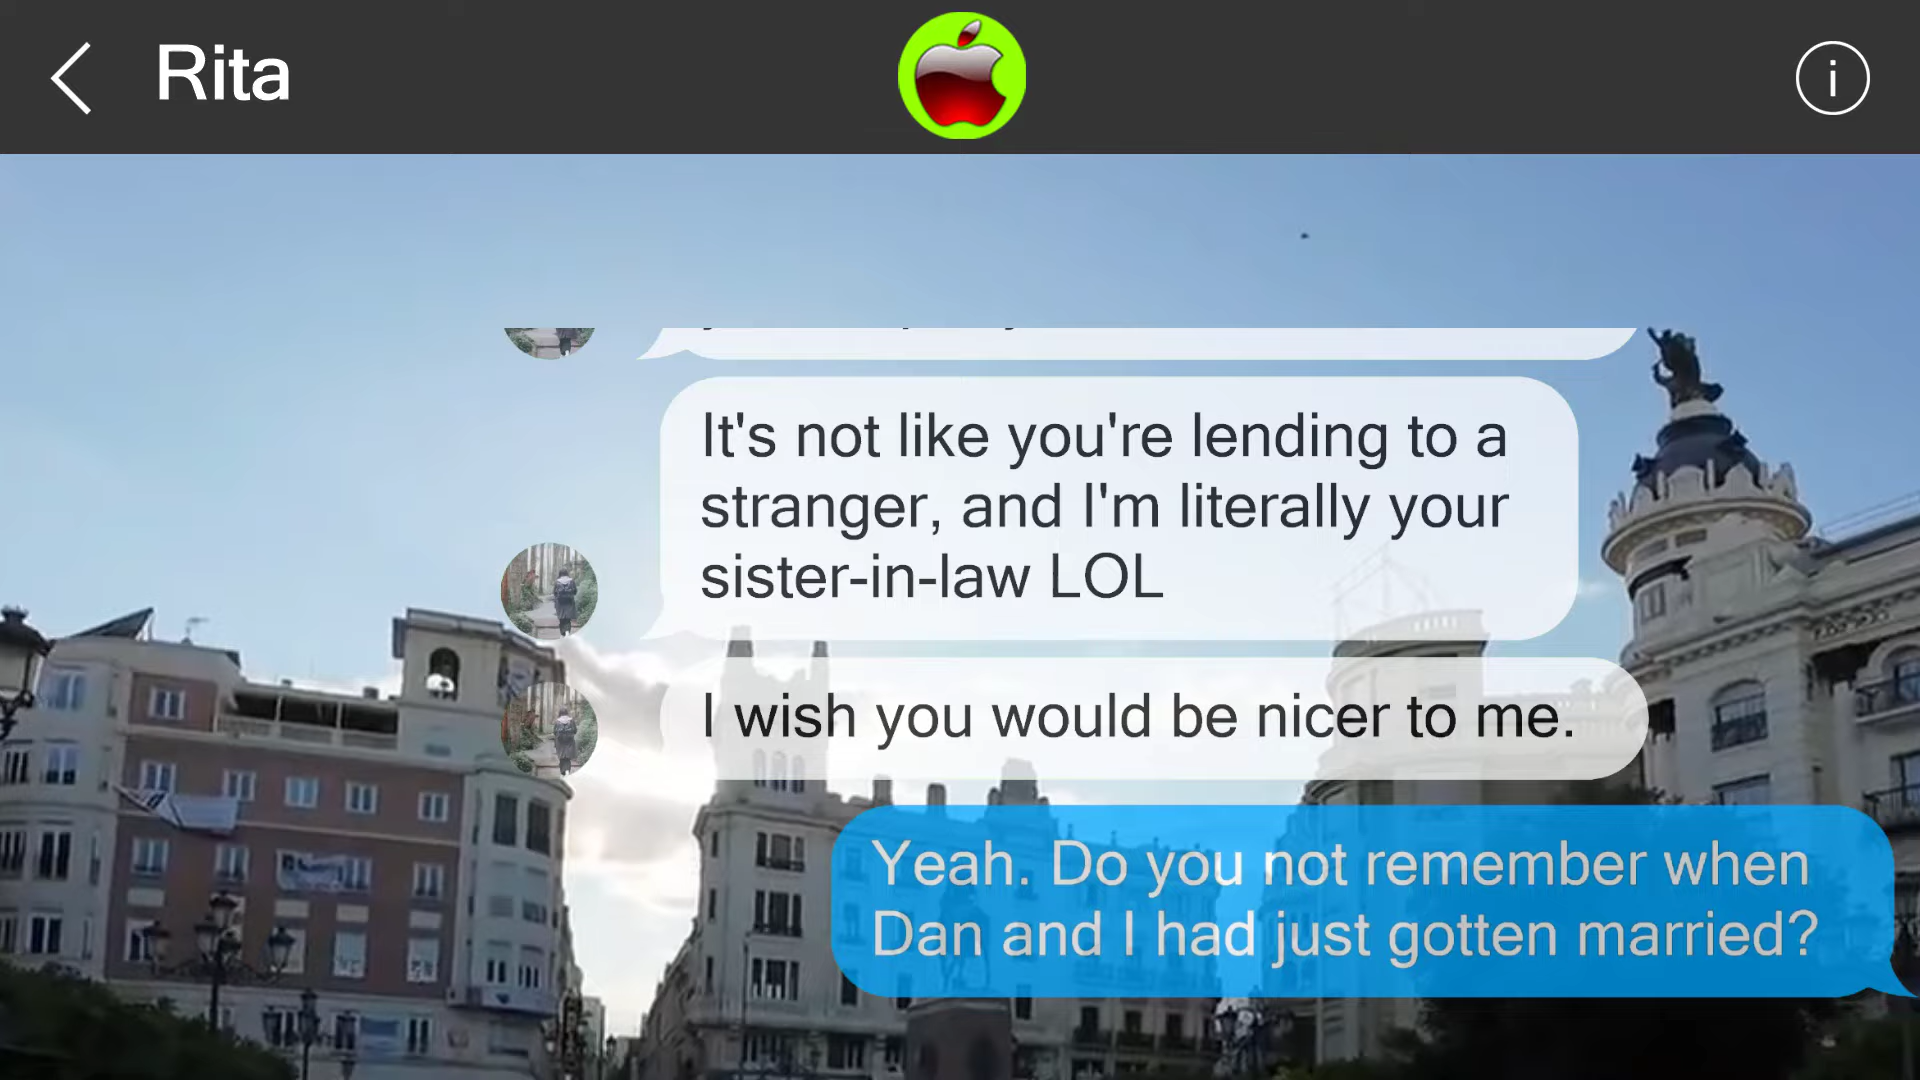 Rita
i
It's not like you're lending to a
stranger, and I'm literally your
sister-in-law LOL
I wish you would be nicer to me.
Yeah. Do you not remember when
Dan and I had just gotten married?